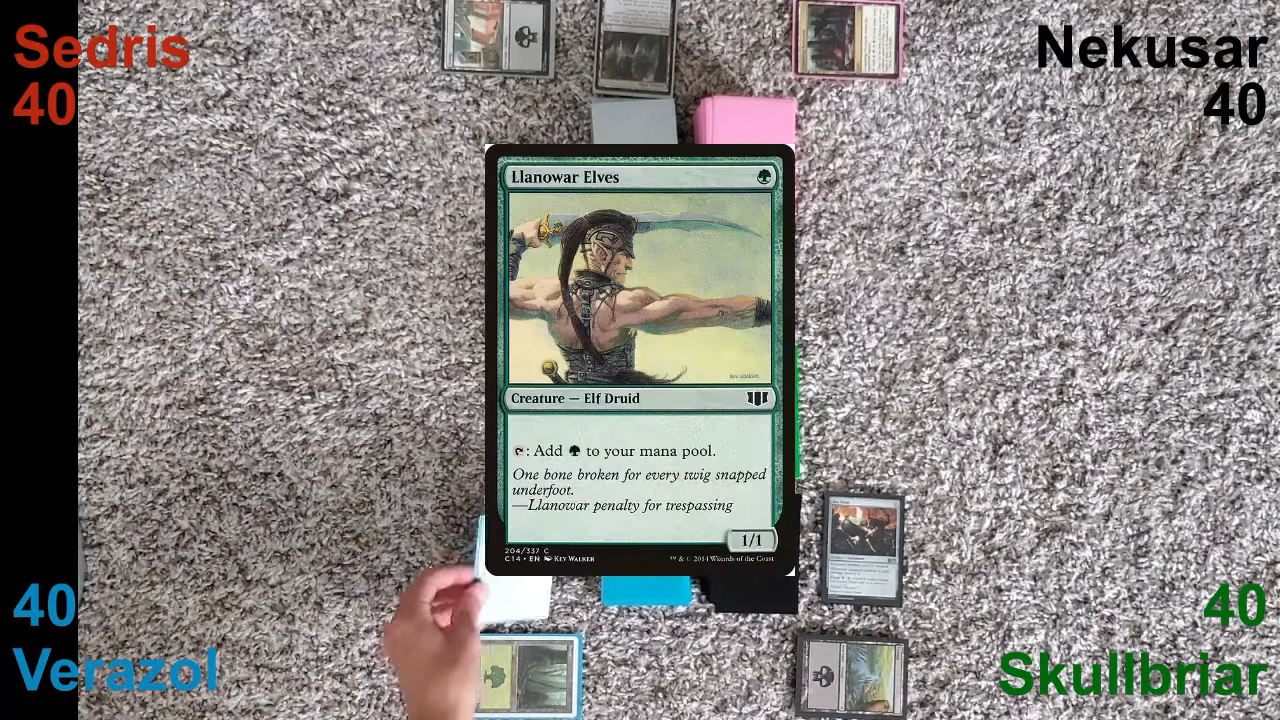 Sedris
40
Nekusar
40
Llanowar Elves
Creature — Elf Druid
: Add to your mana pool.
One bone broken for every twig snapped
underfoot.
—Llanowar penalty for trespassing
1/1
204/337 C
C14 • EN Kev Walker
™ & © 2014 Wizards of the Coast
40
Verazol
40
Skullbriar